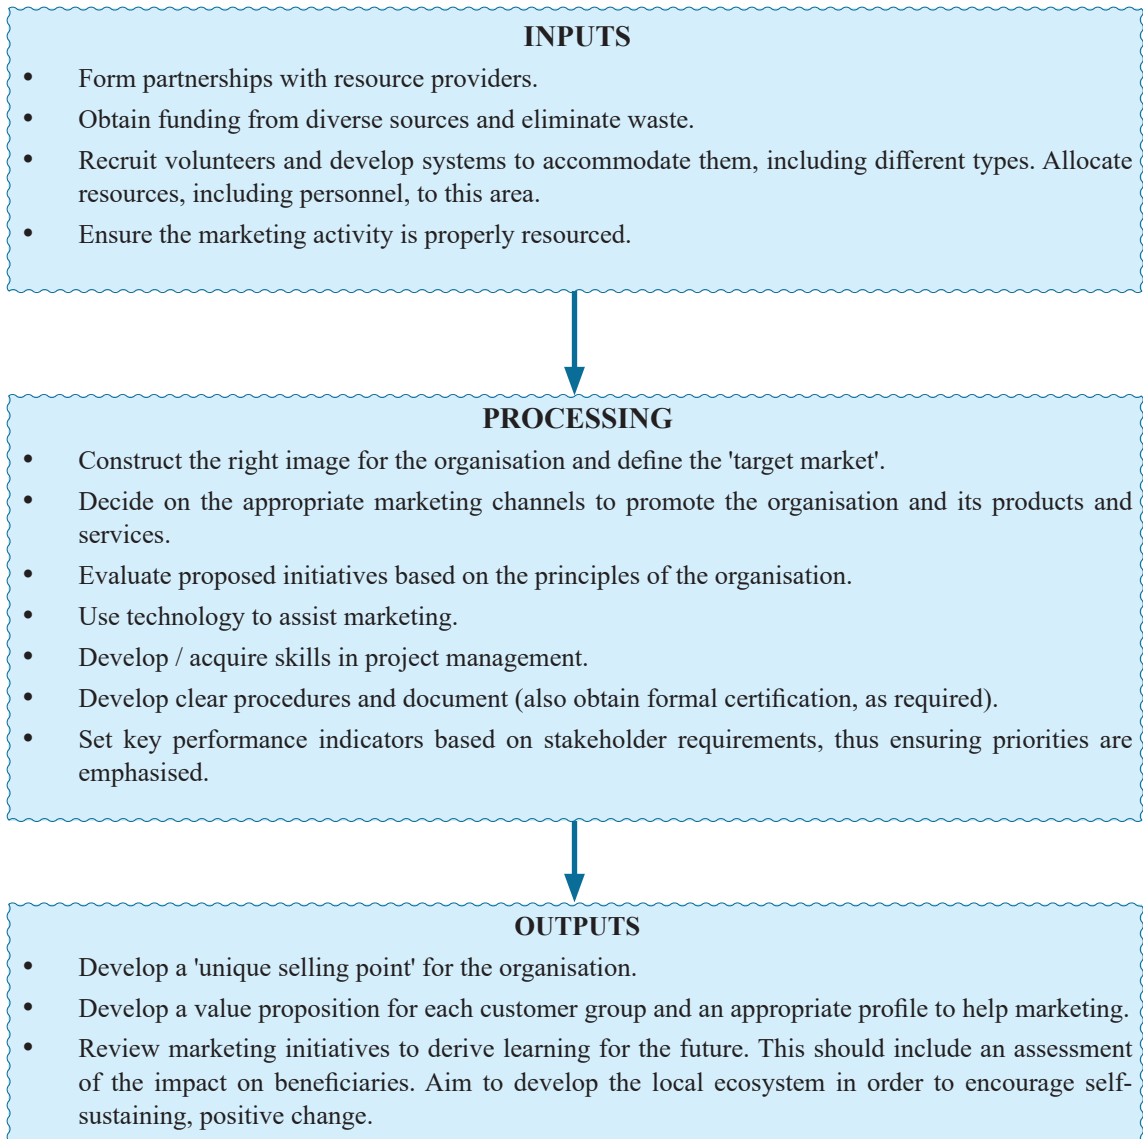 INPUTS
• Form partnerships with resource providers.
• Obtain funding from diverse sources and eliminate waste.
• Recruit volunteers and develop systems to accommodate them, including different types. Allocate
resources, including personnel, to this area.
• Ensure the marketing activity is properly resourced.
PROCESSING
• Construct the right image for the organisation and define the 'target market'.
• Decide on the appropriate marketing channels to promote the organisation and its products and
services.
• Evaluate proposed initiatives based on the principles of the organisation.
• Use technology to assist marketing.
• Develop / acquire skills in project management.
• Develop clear procedures and document (also obtain formal certification, as required).
• Set key performance indicators based on stakeholder requirements, thus ensuring priorities are
emphasised.
OUTPUTS
• Develop a 'unique selling point' for the organisation.
• Develop a value proposition for each customer group and an appropriate profile to help marketing.
• Review marketing initiatives to derive learning for the future. This should include an assessment
of the impact on beneficiaries. Aim to develop the local ecosystem in order to encourage self-
sustaining, positive change.